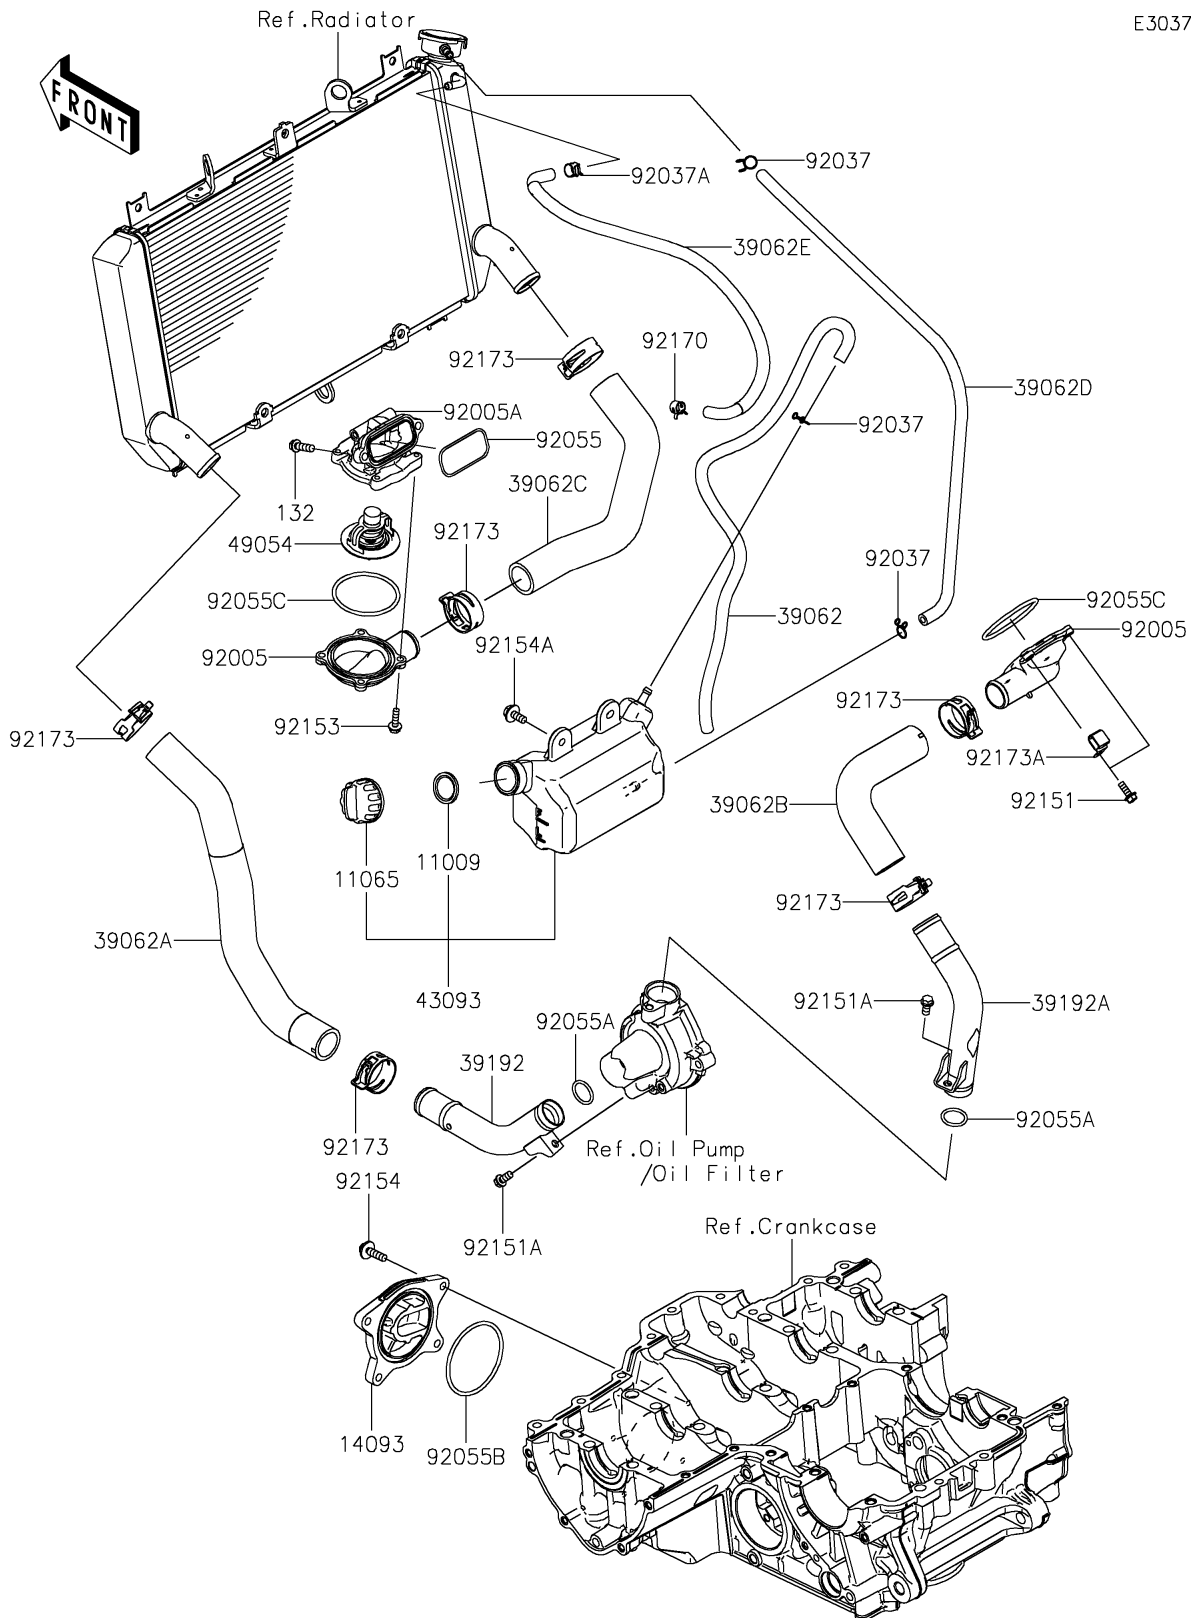 Ref.Radiator
E3037
FRONT
92037
92037A
39062E
92170
92173
39062D
92005A
92037
92055
39062C
132
92173
49054
92037
92055C
92055C
39062
92005
92005
92154A
92173
92153
92173
92173A
39062B
92151
11009
11065
92173
39062A
43093
92151A
39192A
92055A
39192
92055A
92173
Ref.Oil Pump
/Oil Filter
92154
Ref.Crankcase
92151A
14093
92055B